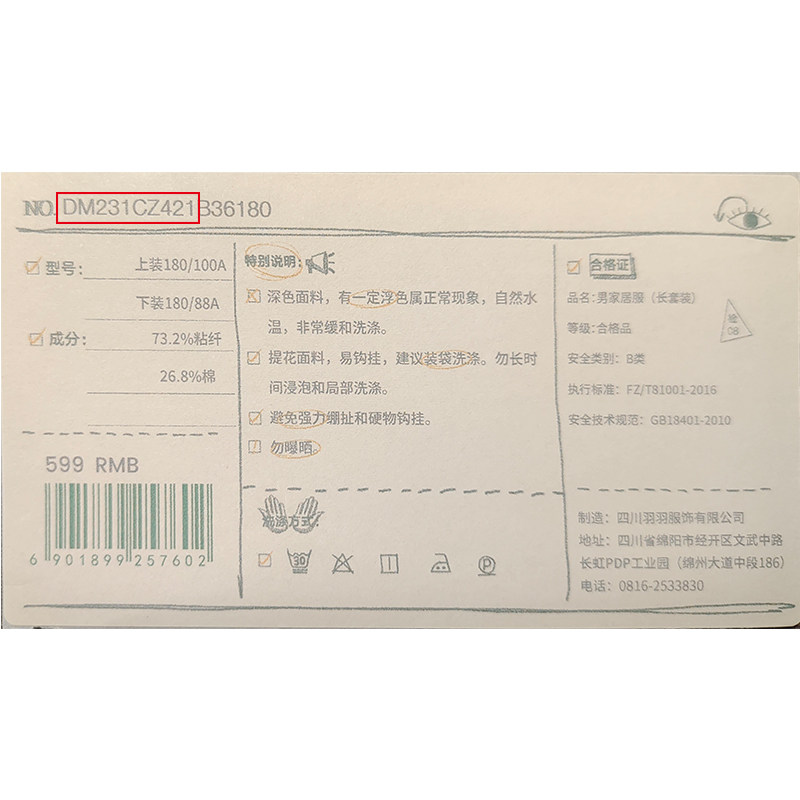 NO. DM231CZ421B36180
型号：
上装180/100A
下装180/88A
成分：
73.2%粘纤
26.8%棉
599 RMB
6 901899 257602
特别说明：
深色面料，有一定浮色属正常现象，自然水
温，非常缓和洗涤。
提花面料，易钩挂，建议装袋洗涤。勿长时
间浸泡和局部洗涤。
避免强力绷扯和硬物钩挂。
勿曝晒。
洗涤方式：
30
P
合格证
品名：男家居服（长套装）
等级：合格品
安全类别：B类
执行标准：FZ/T81001-2016
安全技术规范：GB18401-2010
检
08
制造：四川羽羽服饰有限公司
地址：四川省绵阳市经开区文武中路
长虹PDP工业园（绵州大道中段186）
电话：0816-2533830